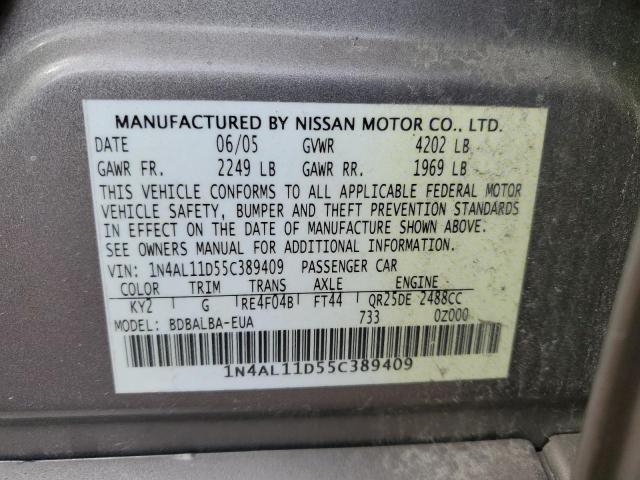 MANUFACTURED BY NISSAN MOTOR CO., LTD.
DATE 06/05 GVWR 4202 LB
GAWR FR. 2249 LB GAWR RR. 1969 LB
THIS VEHICLE CONFORMS TO ALL APPLICABLE FEDERAL MOTOR
VEHICLE SAFETY, BUMPER AND THEFT PREVENTION STANDARDS
IN EFFECT ON THE DATE OF MANUFACTURE SHOWN ABOVE.
SEE OWNERS MANUAL FOR ADDITIONAL INFORMATION.
VIN: 1N4AL11D55C389409 PASSENGER CAR
COLOR TRIM TRANS AXLE ENGINE
KY2 G RE4F04B FT44 QR25DE 2488CC
MODEL: BDBALBA-EUA 733 0Z000
1N4AL11D55C389409